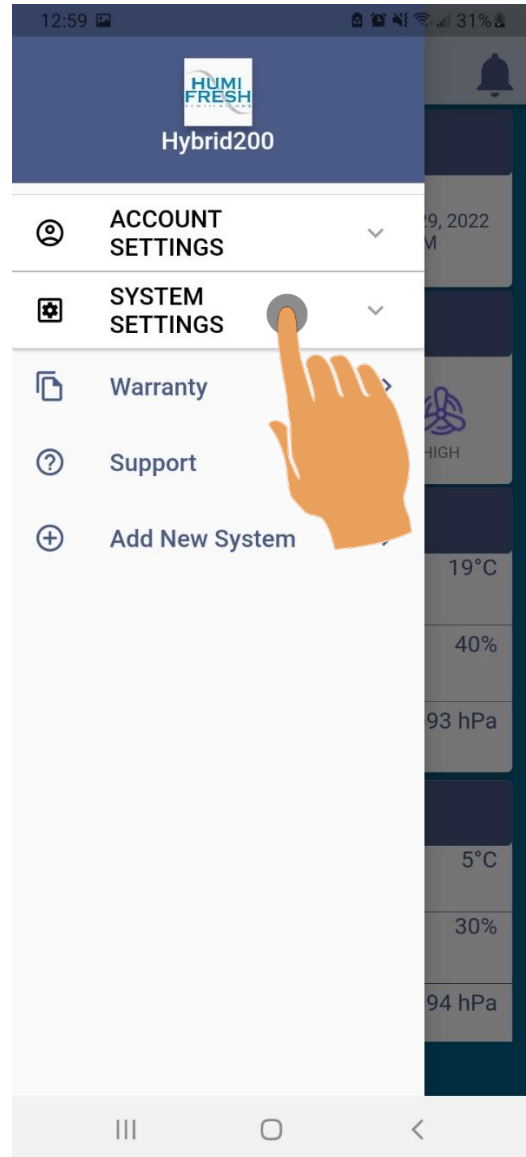 12:59
31%
HUMI
FRESH
Hybrid200
ACCOUNT
SETTINGS
9, 2022
M
SYSTEM
SETTINGS
Warranty
HIGH
Support
Add New System
19°C
40%
93 hPa
5°C
30%
94 hPa